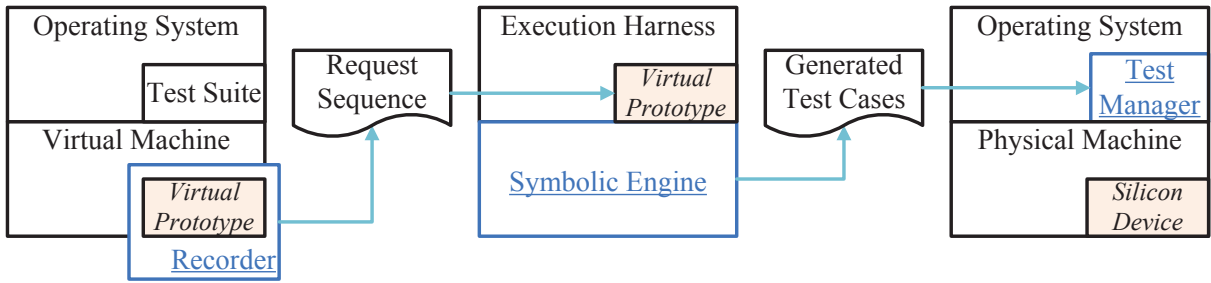 Operating System
Test Suite
Virtual Machine
Virtual
Prototype
Recorder
Request
Sequence
Execution Harness
Virtual
Prototype
Symbolic Engine
Generated
Test Cases
Operating System
Test
Manager
Physical Machine
Silicon
Device